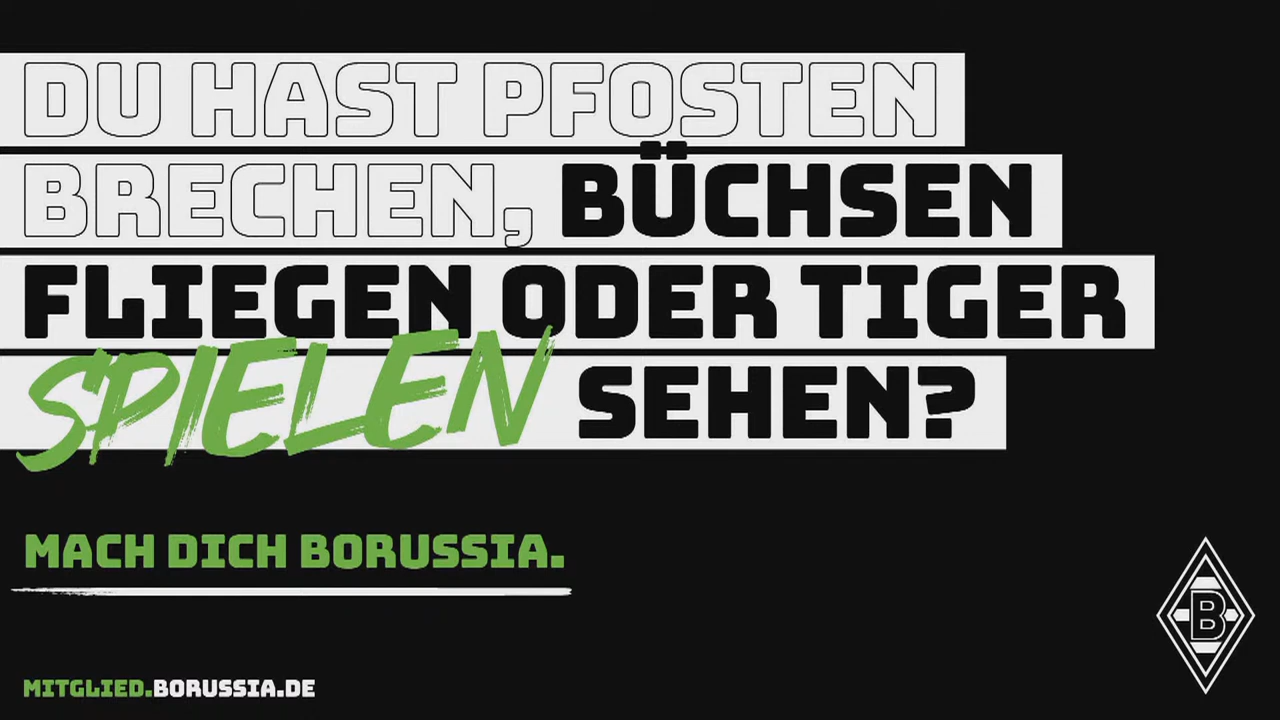 DU HAST PFOSTEN
BRECHEN, BÜCHSEN
FLIEGEN ODER TIGER
SPIELEN SEHEN?
MACH DICH BORUSSIA.
B
MITGLIED.BORUSSIA.DE